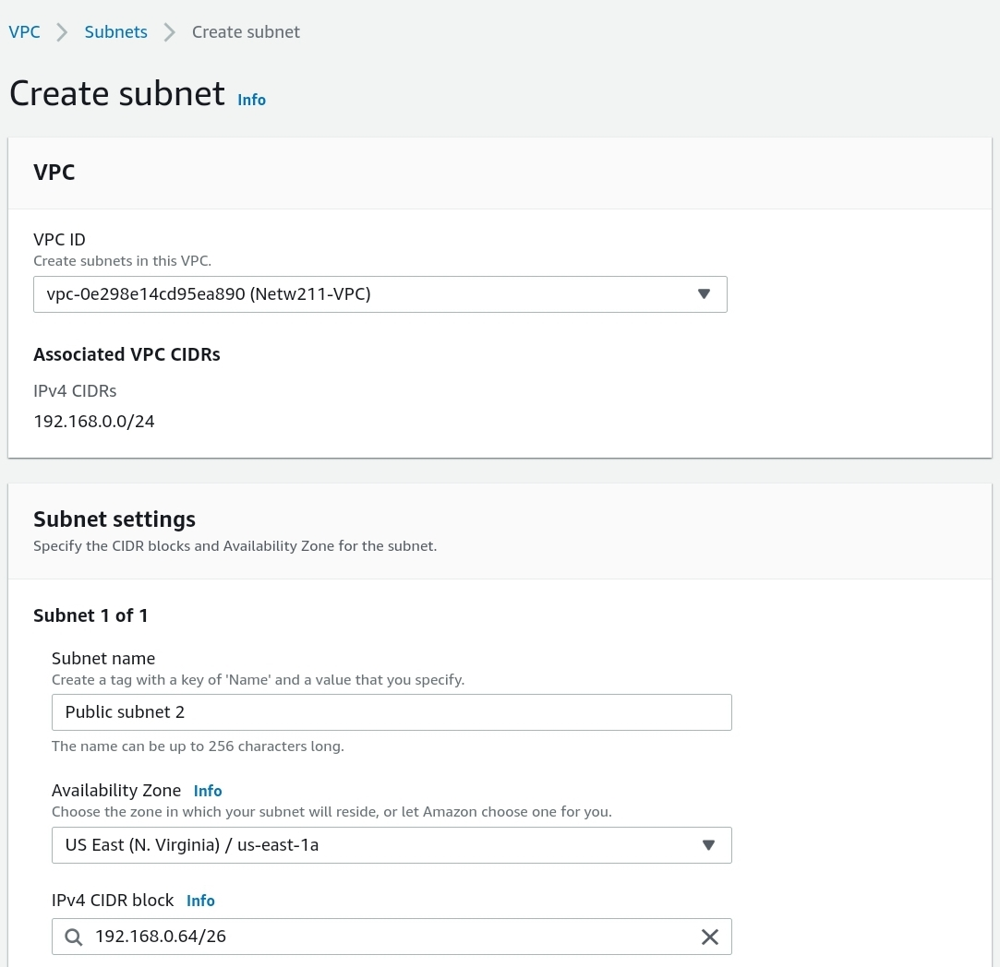 VPC > Subnets > Create subnet
Create subnet Info
VPC
VPC ID
Create subnets in this VPC.
vpc-0e298e14cd95ea890 (Netw211-VPC)
Associated VPC CIDRs
IPv4 CIDRs
192.168.0.0/24
Subnet settings
Specify the CIDR blocks and Availability Zone for the subnet.
Subnet 1 of 1
Subnet name
Create a tag with a key of 'Name' and a value that you specify.
Public subnet 2
The name can be up to 256 characters long.
Availability Zone Info
Choose the zone in which your subnet will reside, or let Amazon choose one for you.
US East (N. Virginia) / us-east-1a
IPv4 CIDR block Info
192.168.0.64/26